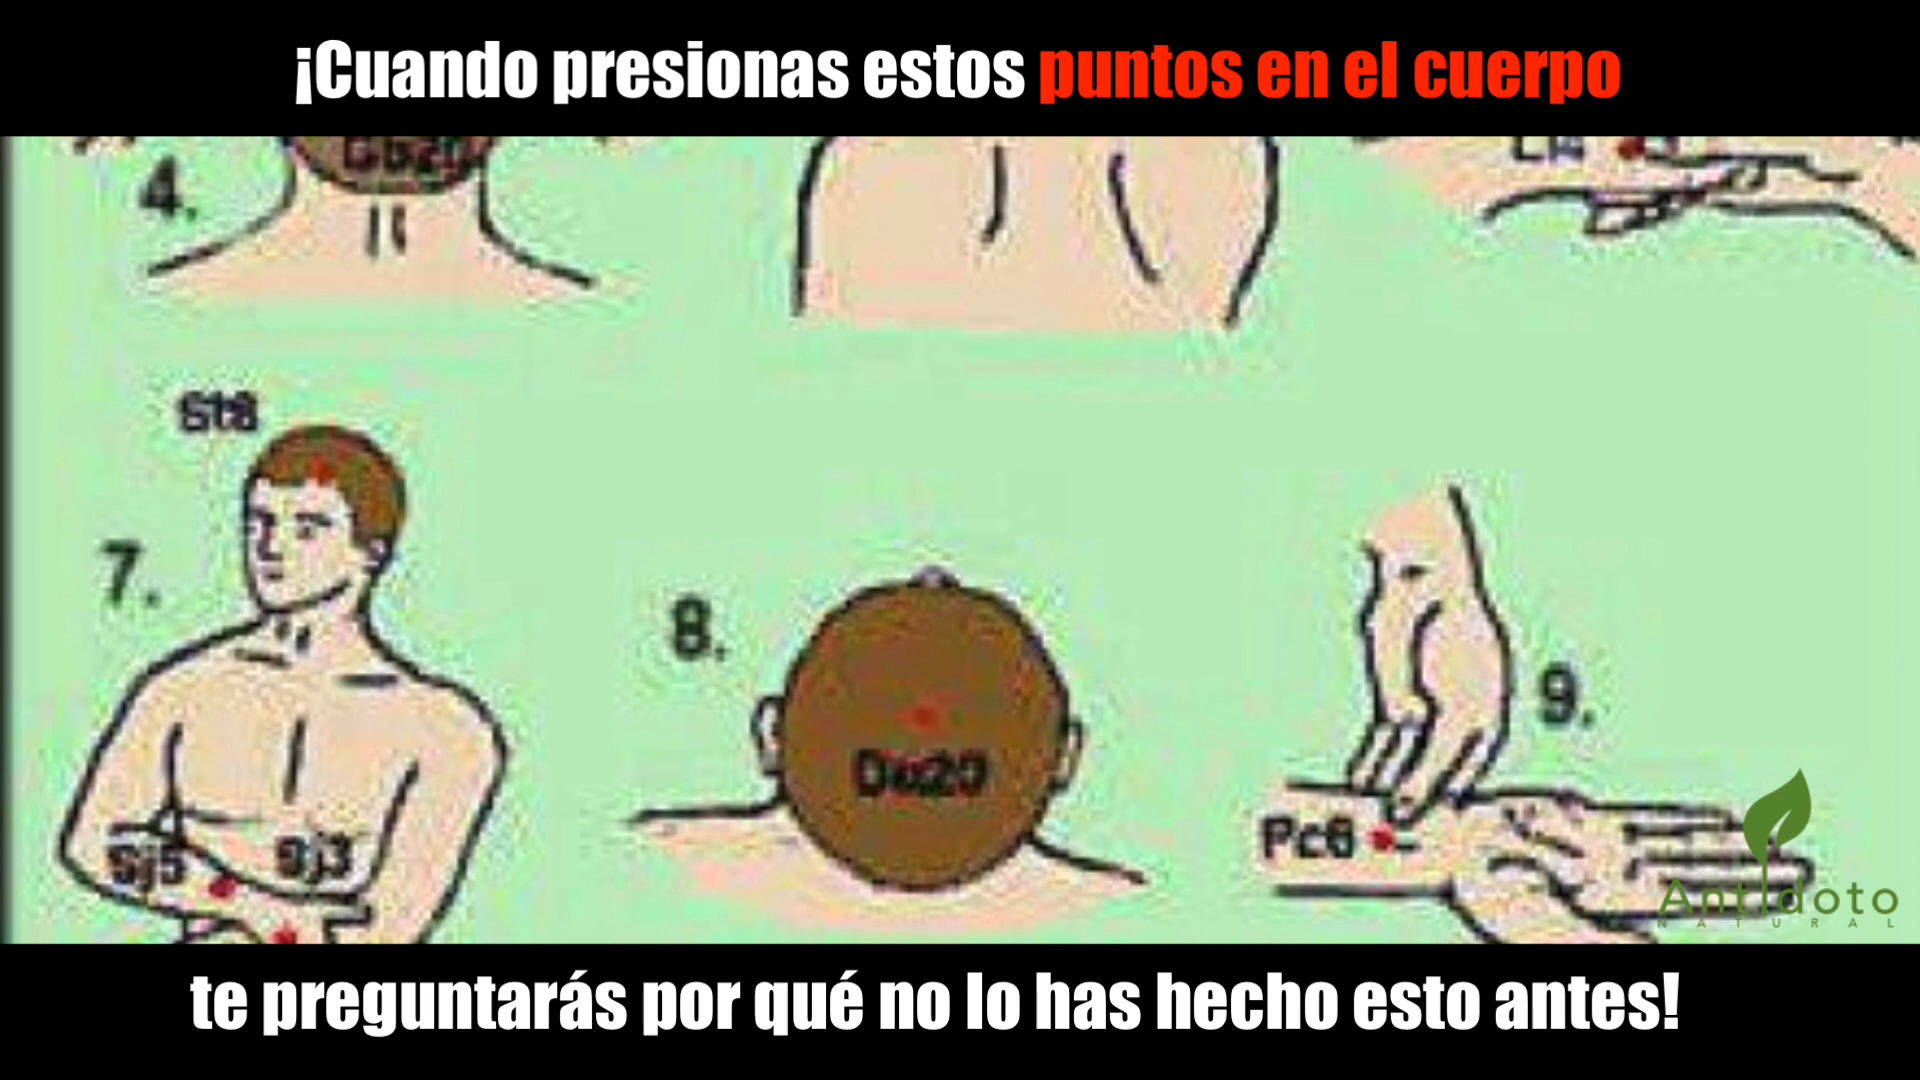 ¡Cuando presionas estos puntos en el cuerpo
4.
St8
7.
8.
Du20
9.
Sj5
Sj3
Pc6
Antidoto
NATURAL
te preguntarás por qué no lo has hecho esto antes!